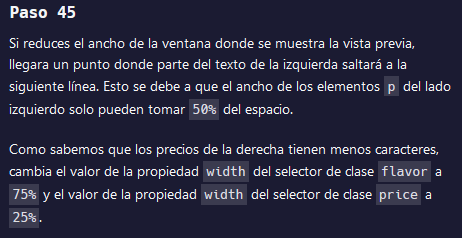 Paso 45
Si reduces el ancho de la ventana donde se muestra la vista previa,
llegara un punto donde parte del texto de la izquierda saltará a la
siguiente línea. Esto se debe a que el ancho de los elementos p del lado
izquierdo solo pueden tomar 50% del espacio.
Como sabemos que los precios de la derecha tienen menos caracteres,
cambia el valor de la propiedad width del selector de clase flavor a
75% y el valor de la propiedad width del selector de clase price a
25%.